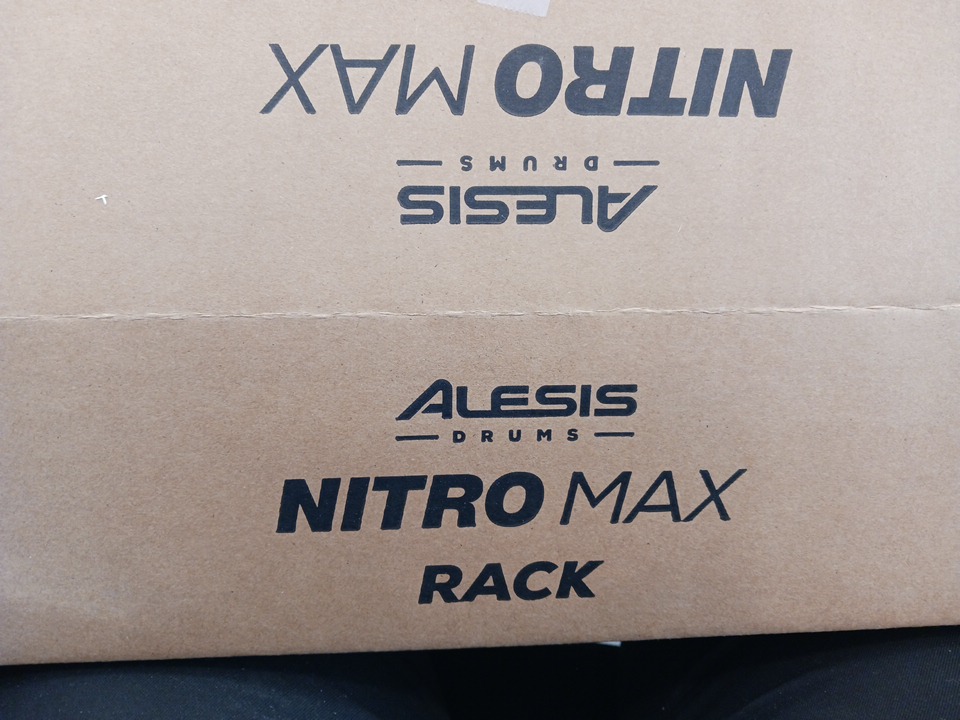 NITRO MAX
DRUMS
ALESIS
ALESIS
DRUMS
NITRO MAX
RACK